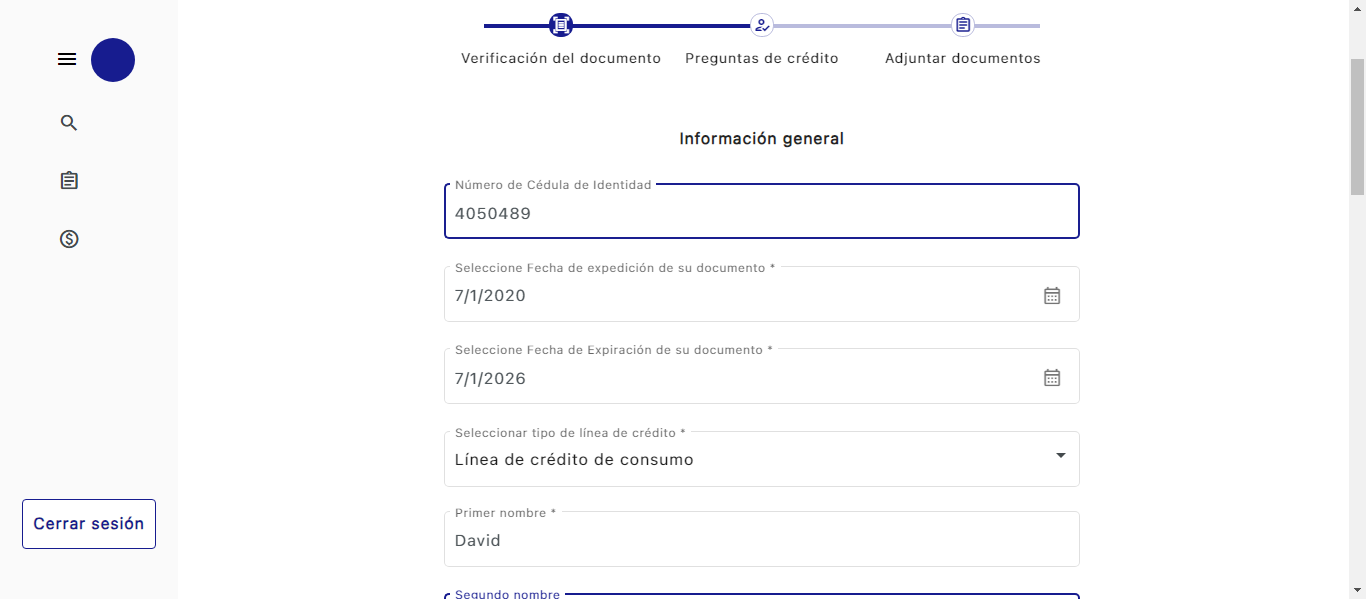 Verificación del documento
Preguntas de crédito
Adjuntar documentos
Información general
Número de Cédula de Identidad
4050489
Seleccione Fecha de expedición de su documento *
7/1/2020
Seleccione Fecha de Expiración de su documento *
7/1/2026
Seleccionar tipo de línea de crédito *
Línea de crédito de consumo
Primer nombre *
David
Segundo nombre
Cerrar sesión